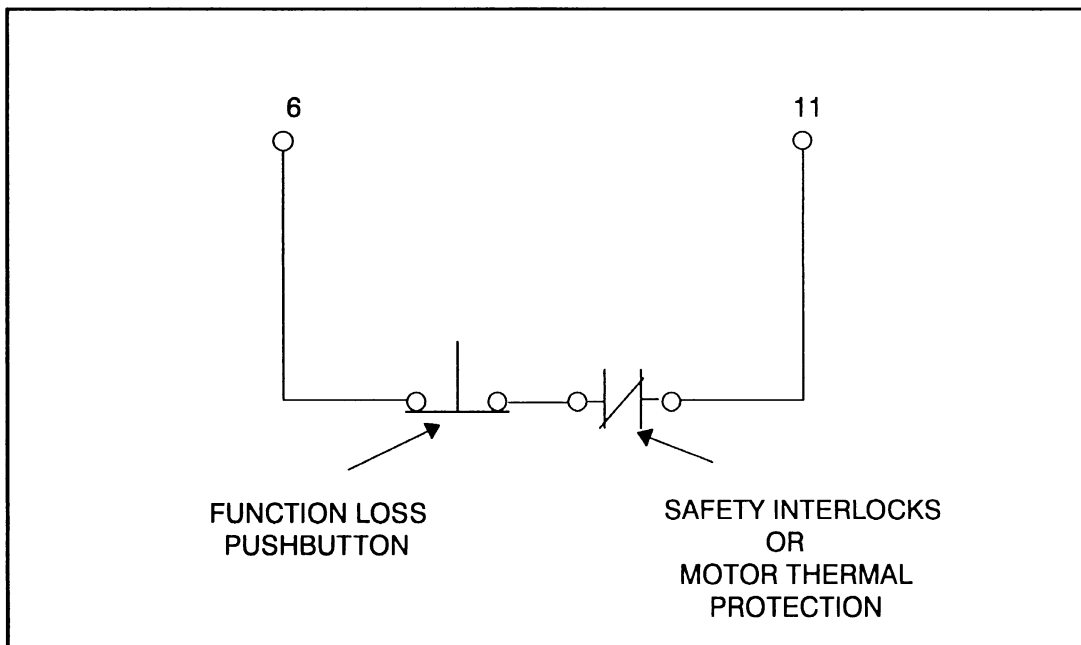 6
11
FUNCTION LOSS
PUSHBUTTON
SAFETY INTERLOCKS
OR
MOTOR THERMAL
PROTECTION